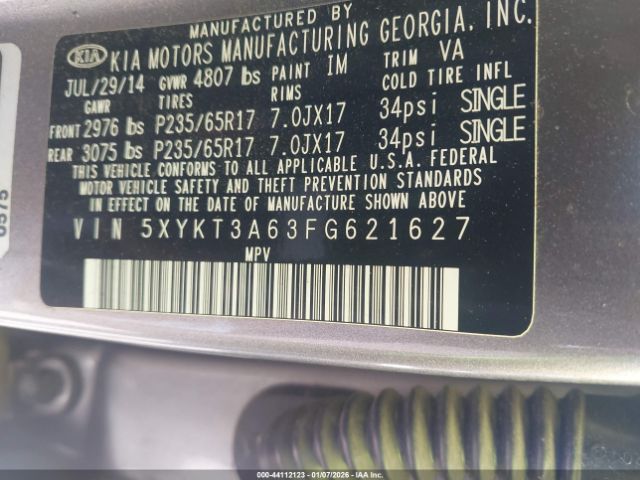 MANUFACTURED BY
KIA KIA MOTORS MANUFACTURING GEORGIA, INC.
JUL/29/14 GVWR 4807 lbs PAINT IM TRIM VA
GAWR TIRES RIMS COLD TIRE INFL
FRONT 2976 lbs P235/65R17 7.0JX17 34psi SINGLE
REAR 3075 lbs P235/65R17 7.0JX17 34psi SINGLE
THIS VEHICLE CONFORMS TO ALL APPLICABLE U.S.A. FEDERAL
MOTOR VEHICLE SAFETY STANDARDS
IN EFFECT ON THE DATE OF MANUFACTURE SHOWN ABOVE.
VIN 5XYKT3A63FG621627
MPV
6575
000-44112123 - 01/07/2026 - IAA Inc.